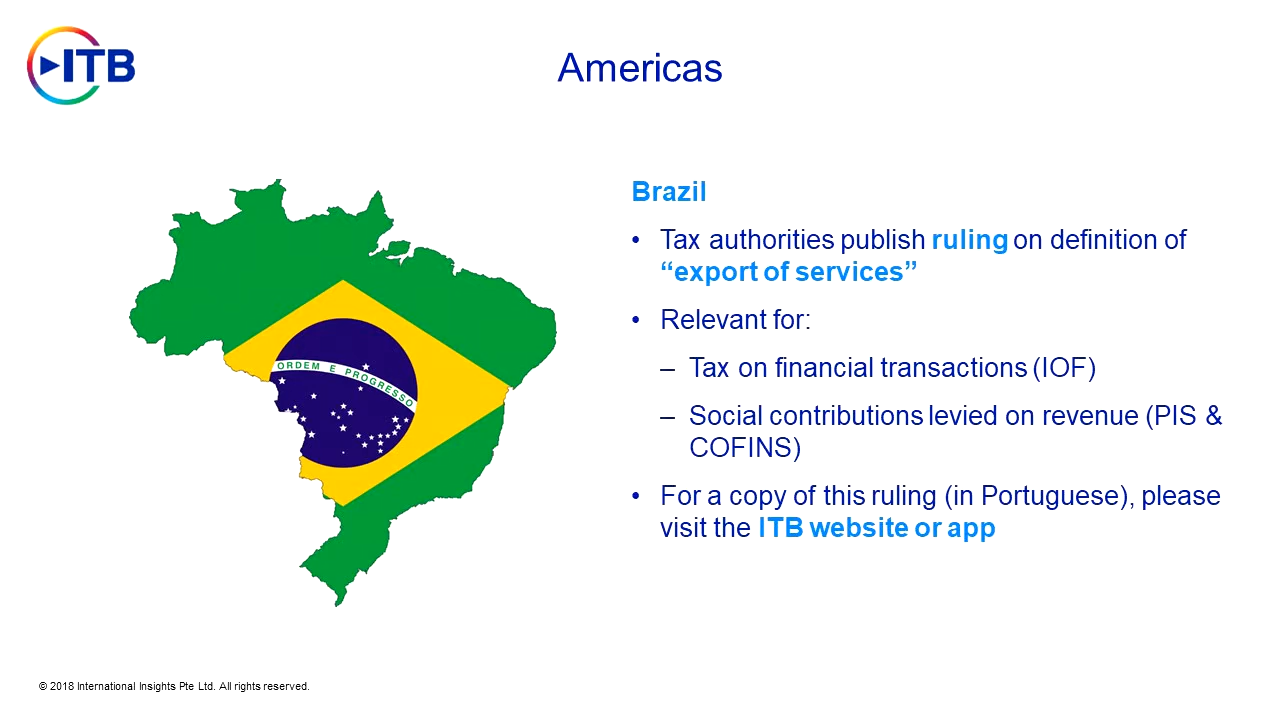 ITB
Americas
Brazil
• Tax authorities publish ruling on definition of
“export of services”
• Relevant for:
– Tax on financial transactions (IOF)
– Social contributions levied on revenue (PIS &
COFINS)
• For a copy of this ruling (in Portuguese), please
visit the ITB website or app
ORDEM E PROGRESSO
© 2018 International Insights Pte Ltd. All rights reserved.